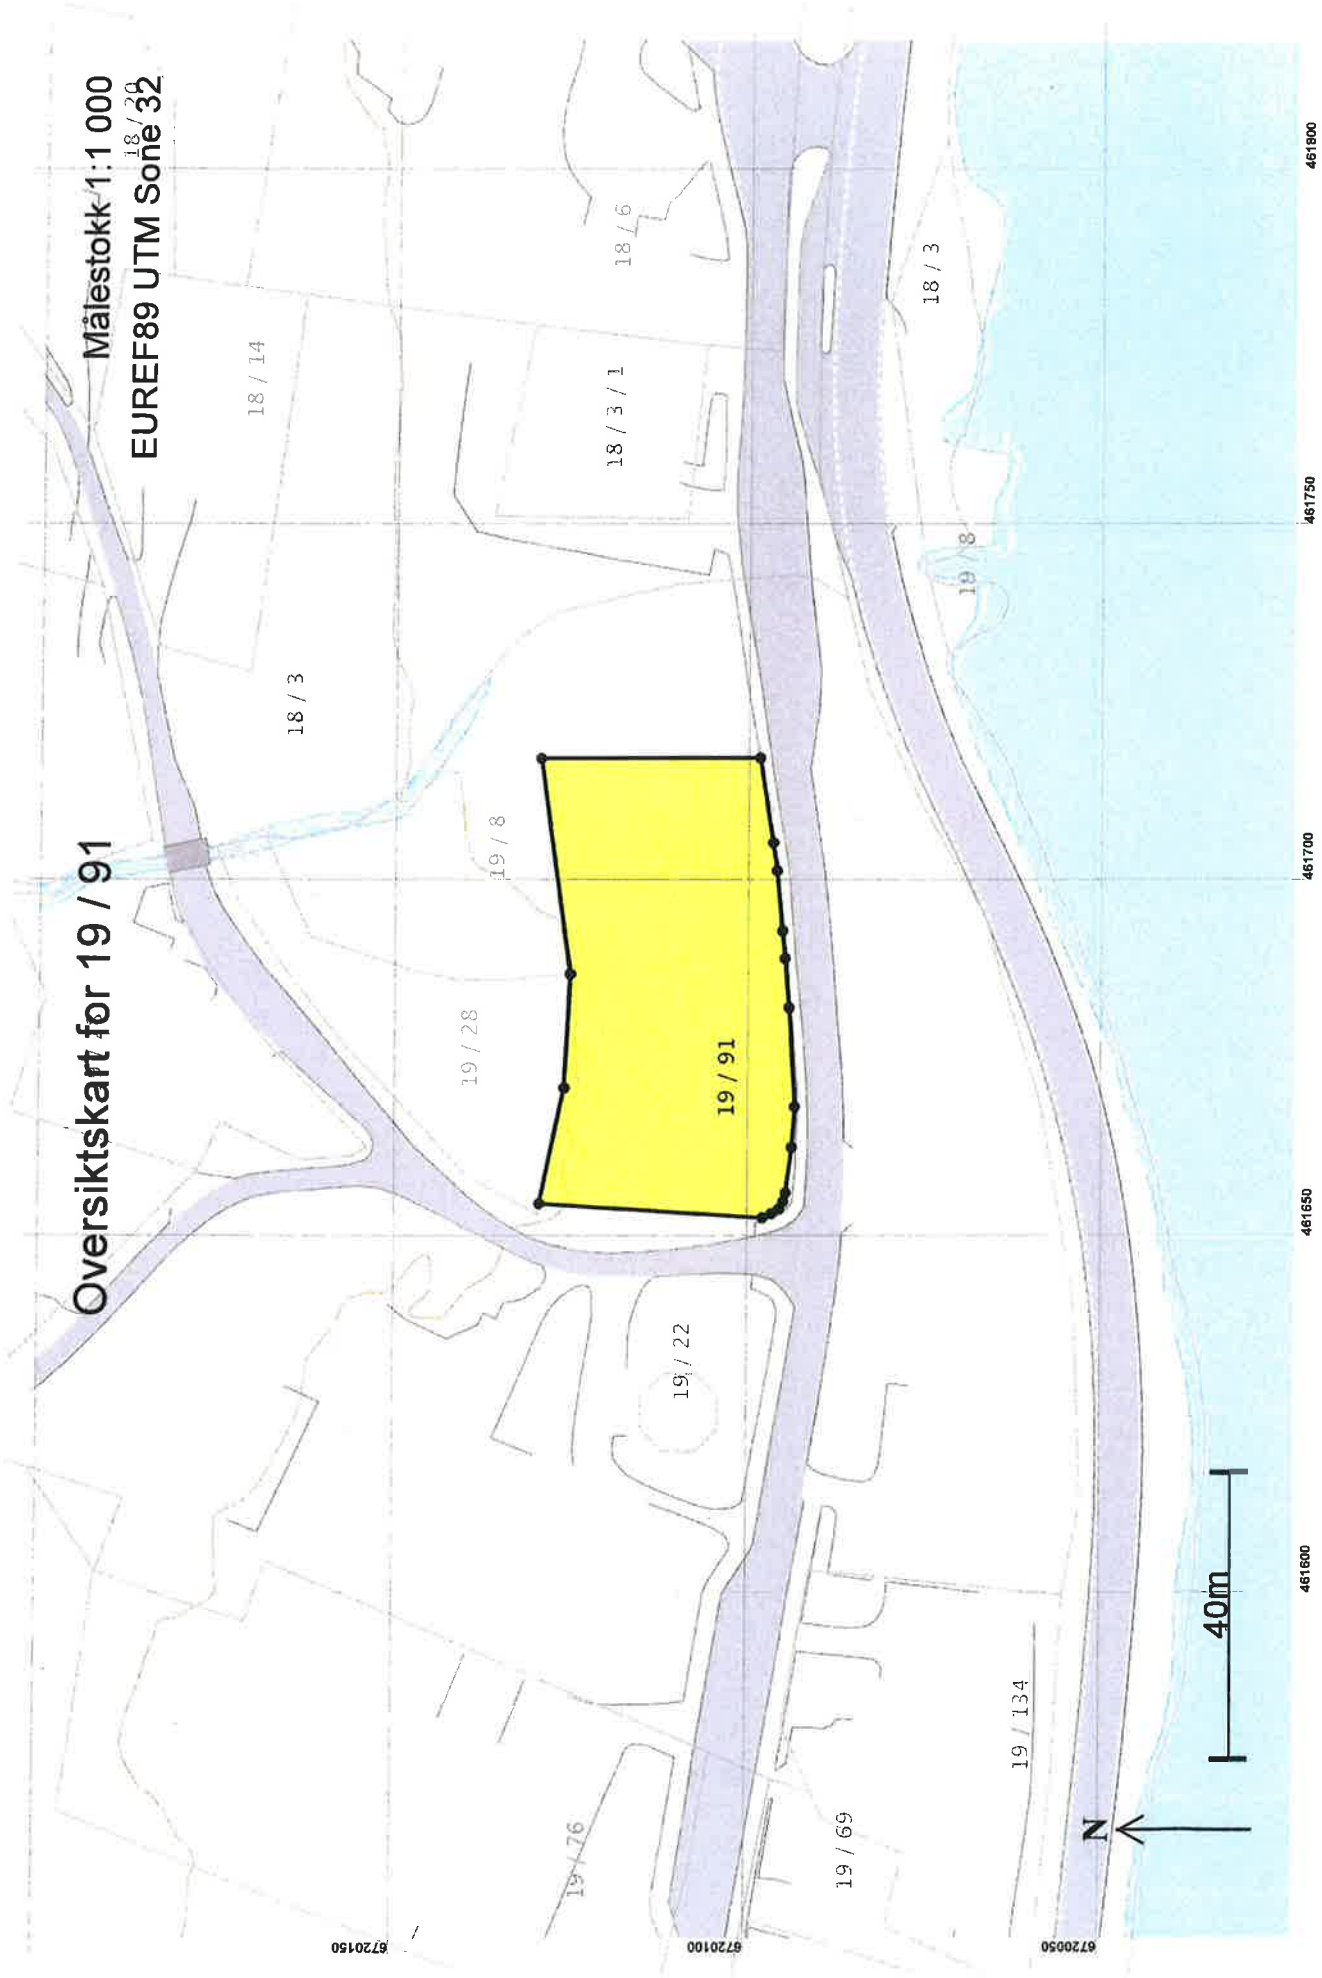 Oversiktskart for 19 / 91
Målestokk 1:1 000
18 / 20
EUREF89 UTM Sone 32
18 / 14
18 / 3
18 / 6
18 / 3 / 1
18 / 3
19 / 8
19 / 8
19 / 28
19 / 91
19 / 22
19 / 76
19 / 69
19 / 134
40m
N
6720150
6720100
6720050
461600
461650
461700
461750
461800